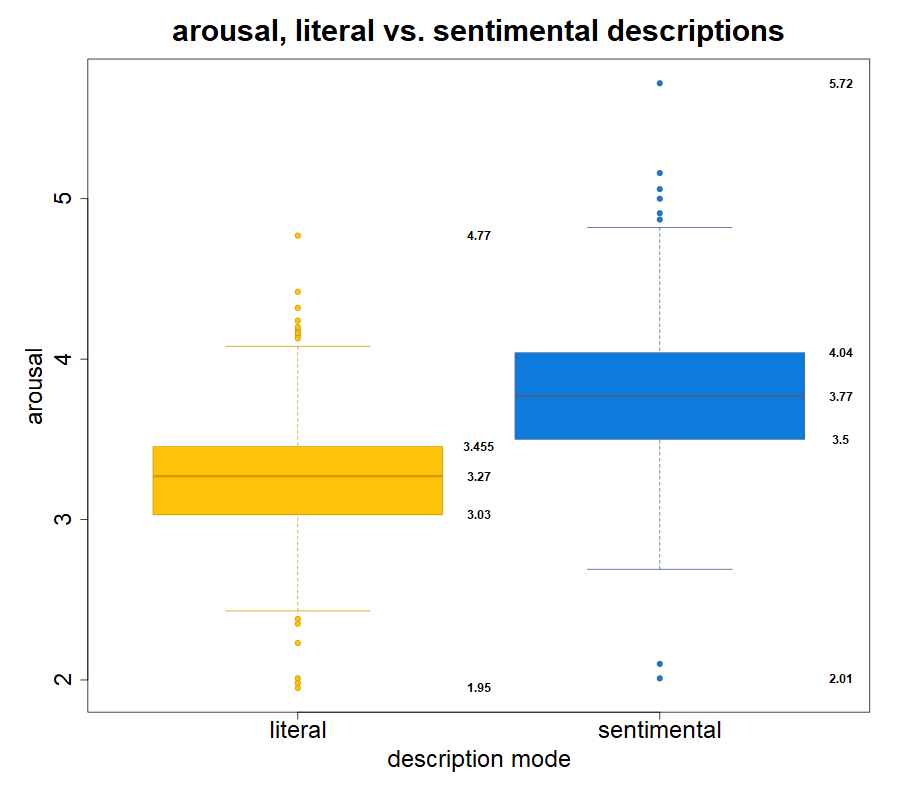 arousal, literal vs. sentimental descriptions
5.72
5
4.77
4.04
4
3.77
3.455
3.5
3.27
3.03
3
2.01
1.95
2
arousal
literal
sentimental
description mode